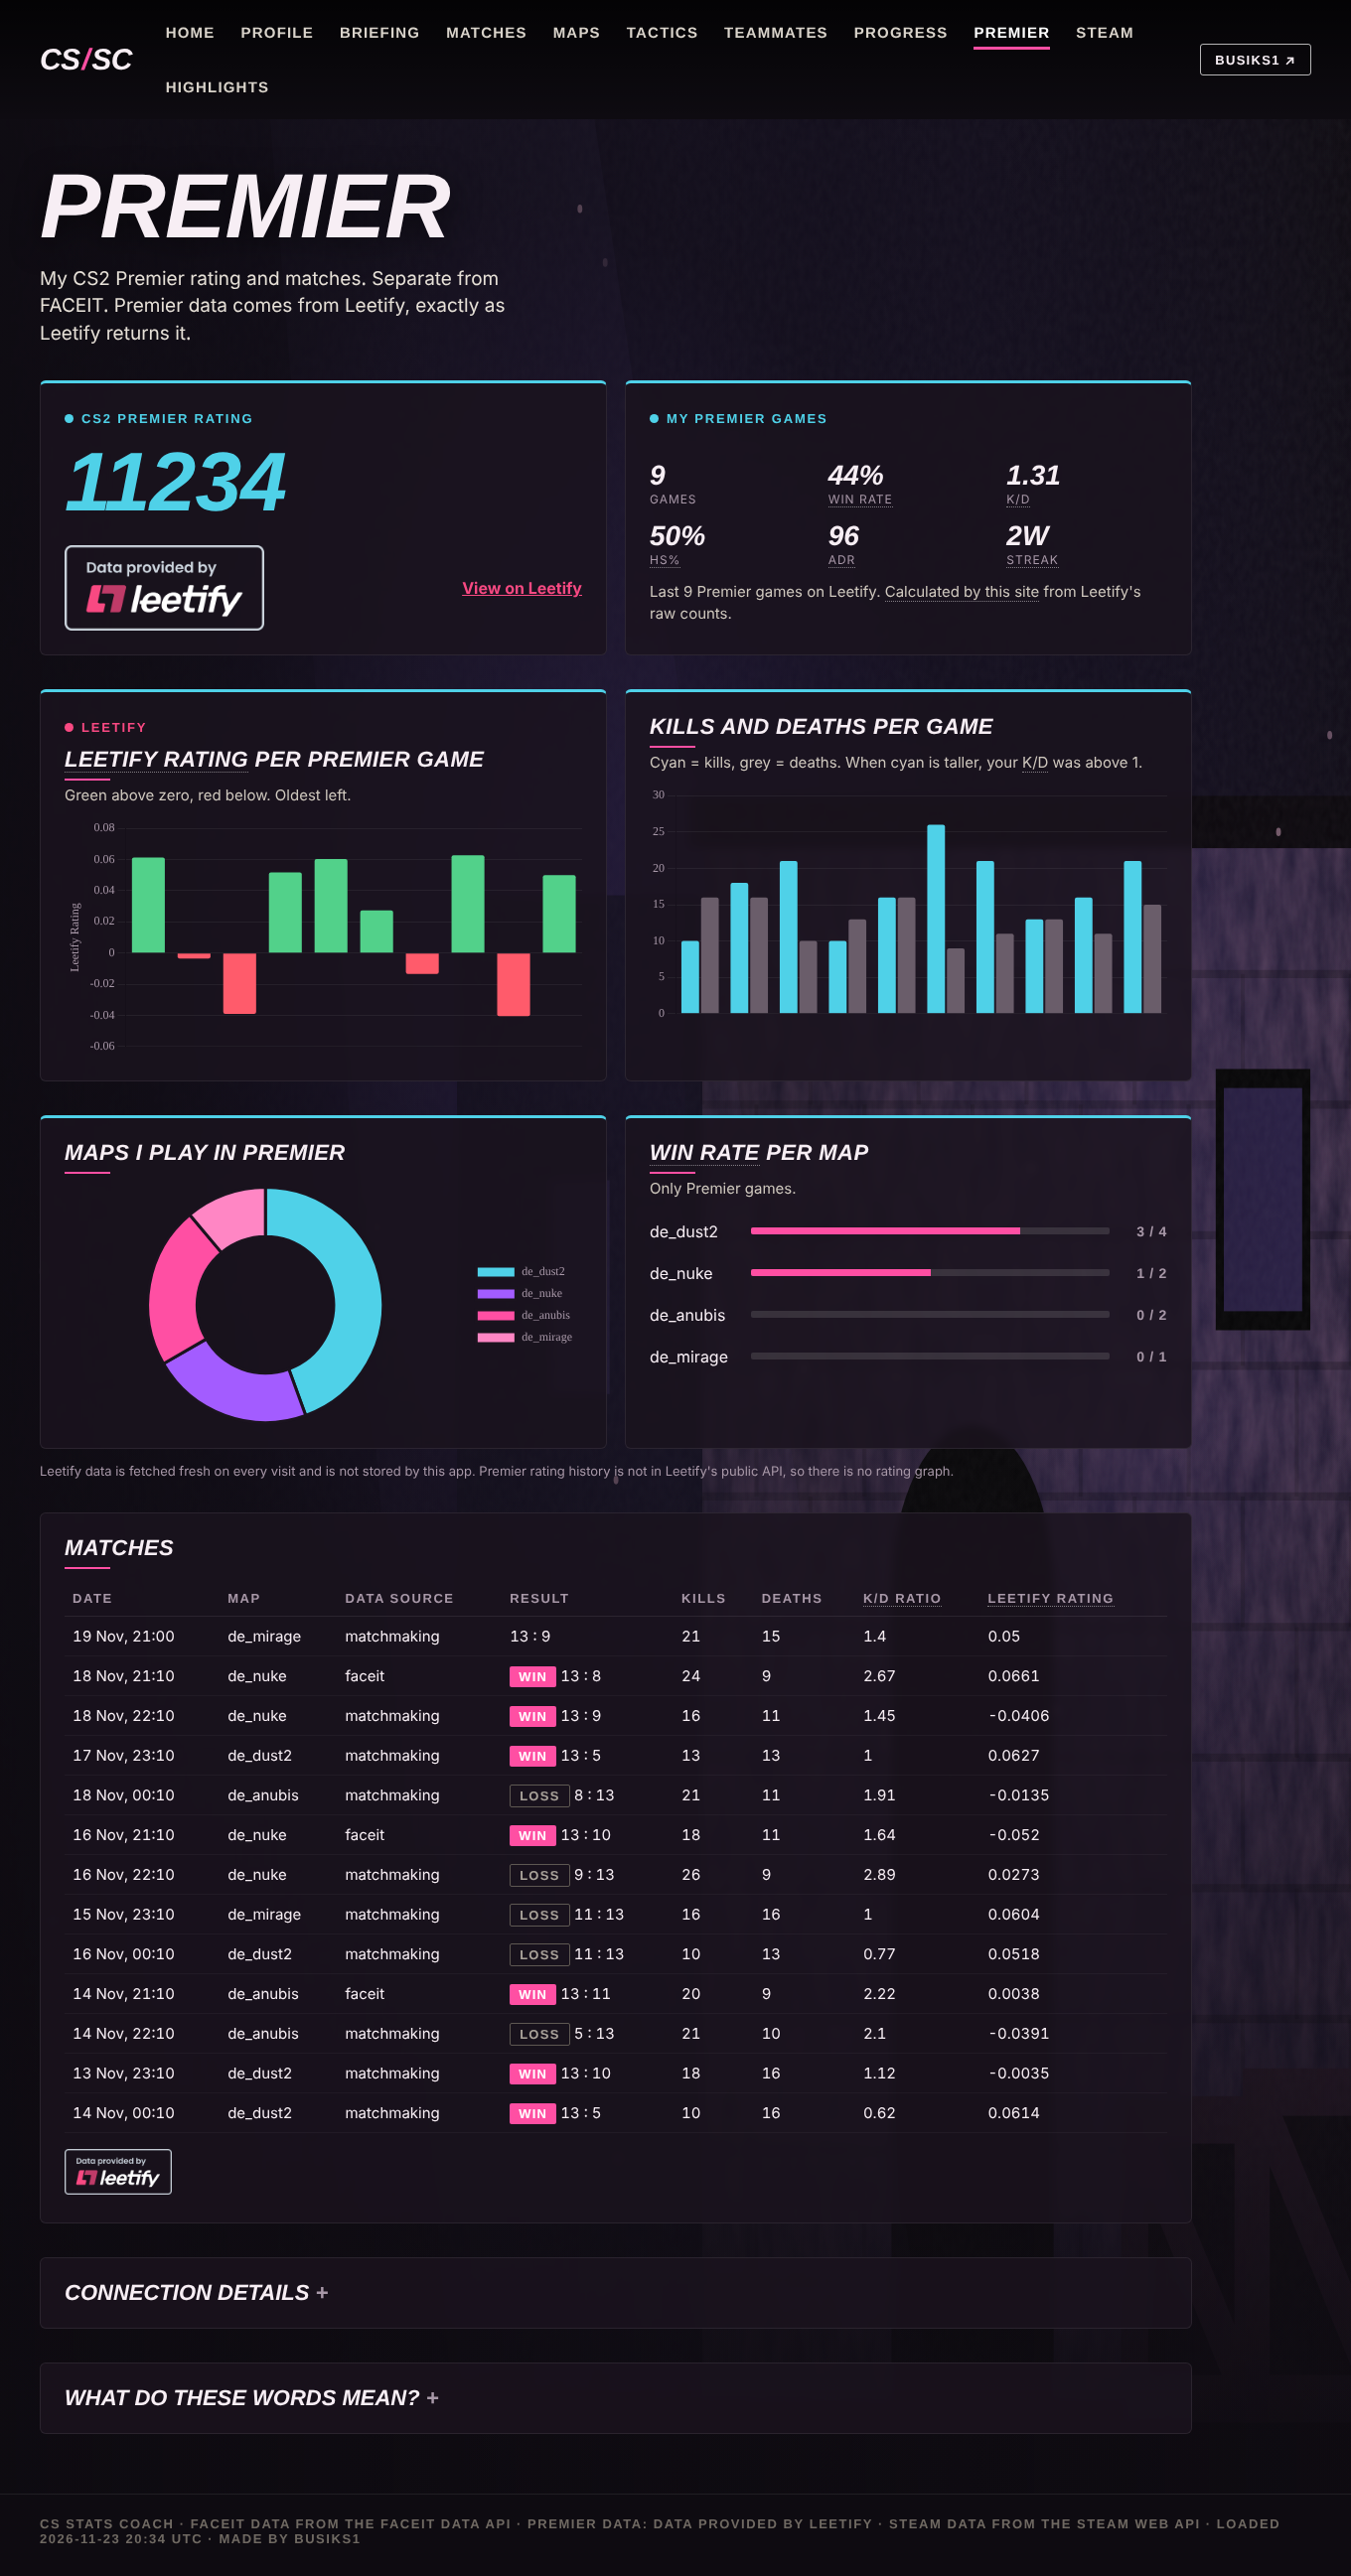 CS/SC
HOME PROFILE BRIEFING MATCHES MAPS TACTICS TEAMMATES PROGRESS PREMIER STEAM
HIGHLIGHTS
BUSIKS1 ↗
PREMIER
My CS2 Premier rating and matches. Separate from
FACEIT. Premier data comes from Leetify, exactly as
Leetify returns it.
CS2 PREMIER RATING
11234
Data provided by
leetify
View on Leetify
MY PREMIER GAMES
9 44% 1.31
GAMES WIN RATE K/D
50% 96 2W
HS% ADR STREAK
Last 9 Premier games on Leetify. Calculated by this site from Leetify's
raw counts.
LEETIFY
LEETIFY RATING PER PREMIER GAME
Green above zero, red below. Oldest left.
0.08
0.06
0.04
0.02
0
-0.02
-0.04
-0.06
Leetify Rating
KILLS AND DEATHS PER GAME
Cyan = kills, grey = deaths. When cyan is taller, your K/D was above 1.
30
25
20
15
10
5
0
MAPS I PLAY IN PREMIER
de_dust2
de_nuke
de_anubis
de_mirage
WIN RATE PER MAP
Only Premier games.
de_dust2 3 / 4
de_nuke 1 / 2
de_anubis 0 / 2
de_mirage 0 / 1
Leetify data is fetched fresh on every visit and is not stored by this app. Premier rating history is not in Leetify's public API, so there is no rating graph.
MATCHES
DATE MAP DATA SOURCE RESULT KILLS DEATHS K/D RATIO LEETIFY RATING
19 Nov, 21:00 de_mirage matchmaking 13 : 9 21 15 1.4 0.05
18 Nov, 21:10 de_nuke faceit WIN 13 : 8 24 9 2.67 0.0661
18 Nov, 22:10 de_nuke matchmaking WIN 13 : 9 16 11 1.45 -0.0406
17 Nov, 23:10 de_dust2 matchmaking WIN 13 : 5 13 13 1 0.0627
18 Nov, 00:10 de_anubis matchmaking LOSS 8 : 13 21 11 1.91 -0.0135
16 Nov, 21:10 de_nuke faceit WIN 13 : 10 18 11 1.64 -0.052
16 Nov, 22:10 de_nuke matchmaking LOSS 9 : 13 26 9 2.89 0.0273
15 Nov, 23:10 de_mirage matchmaking LOSS 11 : 13 16 16 1 0.0604
16 Nov, 00:10 de_dust2 matchmaking LOSS 11 : 13 10 13 0.77 0.0518
14 Nov, 21:10 de_anubis faceit WIN 13 : 11 20 9 2.22 0.0038
14 Nov, 22:10 de_anubis matchmaking LOSS 5 : 13 21 10 2.1 -0.0391
13 Nov, 23:10 de_dust2 matchmaking WIN 13 : 10 18 16 1.12 -0.0035
14 Nov, 00:10 de_dust2 matchmaking WIN 13 : 5 10 16 0.62 0.0614
Data provided by
leetify
CONNECTION DETAILS +
WHAT DO THESE WORDS MEAN? +
CS STATS COACH · FACEIT DATA FROM THE FACEIT DATA API · PREMIER DATA: DATA PROVIDED BY LEETIFY · STEAM DATA FROM THE STEAM WEB API · LOADED
2026-11-23 20:34 UTC · MADE BY BUSIKS1